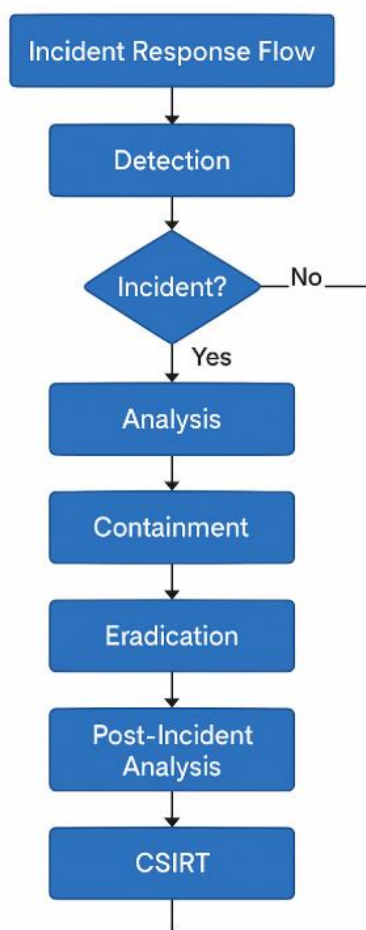 Incident Response Flow
Detection
Incident?
No
Yes
Analysis
Containment
Eradication
Post-Incident
Analysis
CSIRT